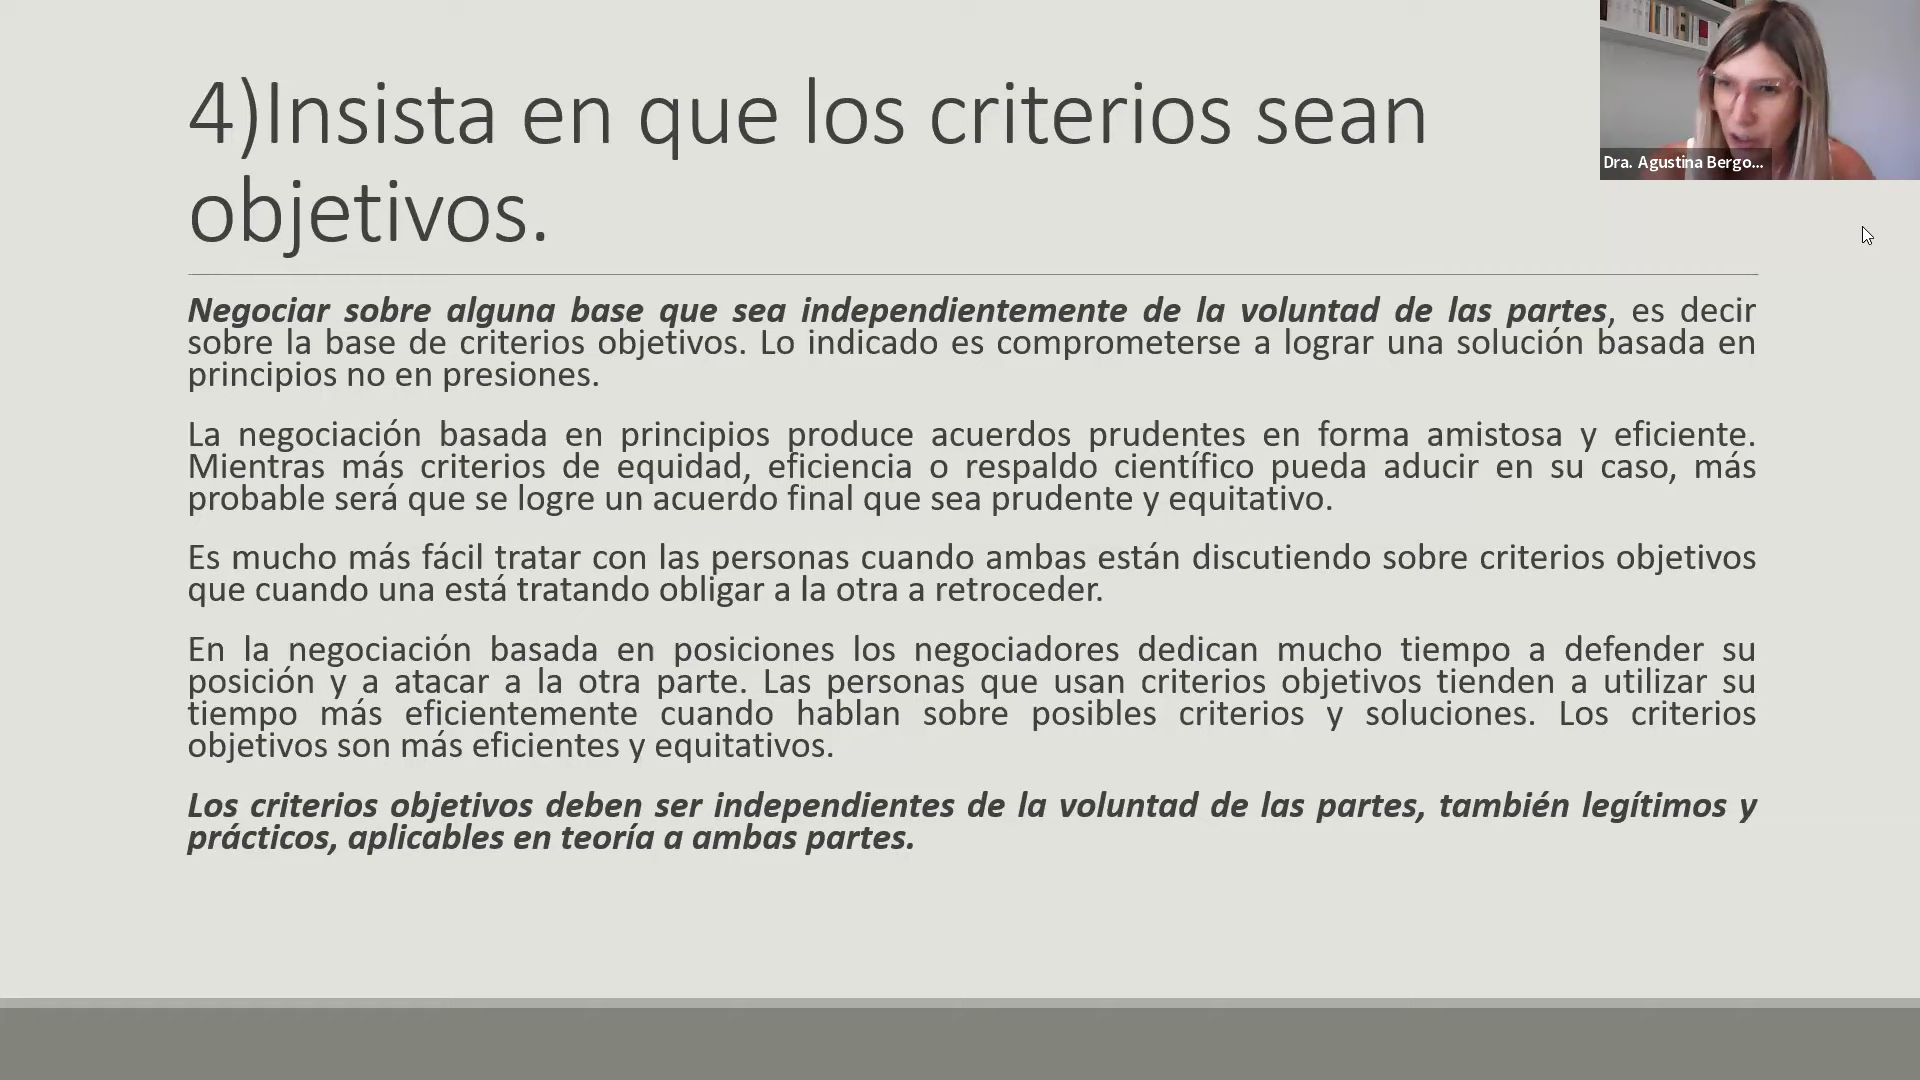 4)Insista en que los criterios sean
objetivos.
Dra. Agustina Bergo...
Negociar sobre alguna base que sea independientemente de la voluntad de las partes, es decir
sobre la base de criterios objetivos. Lo indicado es comprometerse a lograr una solución basada en
principios no en presiones.
La negociación basada en principios produce acuerdos prudentes en forma amistosa y eficiente.
Mientras más criterios de equidad, eficiencia o respaldo científico pueda aducir en su caso, más
probable será que se logre un acuerdo final que sea prudente y equitativo.
Es mucho más fácil tratar con las personas cuando ambas están discutiendo sobre criterios objetivos
que cuando una está tratando obligar a la otra a retroceder.
En la negociación basada en posiciones los negociadores dedican mucho tiempo a defender su
posición y a atacar a la otra parte. Las personas que usan criterios objetivos tienden a utilizar su
tiempo más eficientemente cuando hablan sobre posibles criterios y soluciones. Los criterios
objetivos son más eficientes y equitativos.
Los criterios objetivos deben ser independientes de la voluntad de las partes, también legítimos y
prácticos, aplicables en teoría a ambas partes.